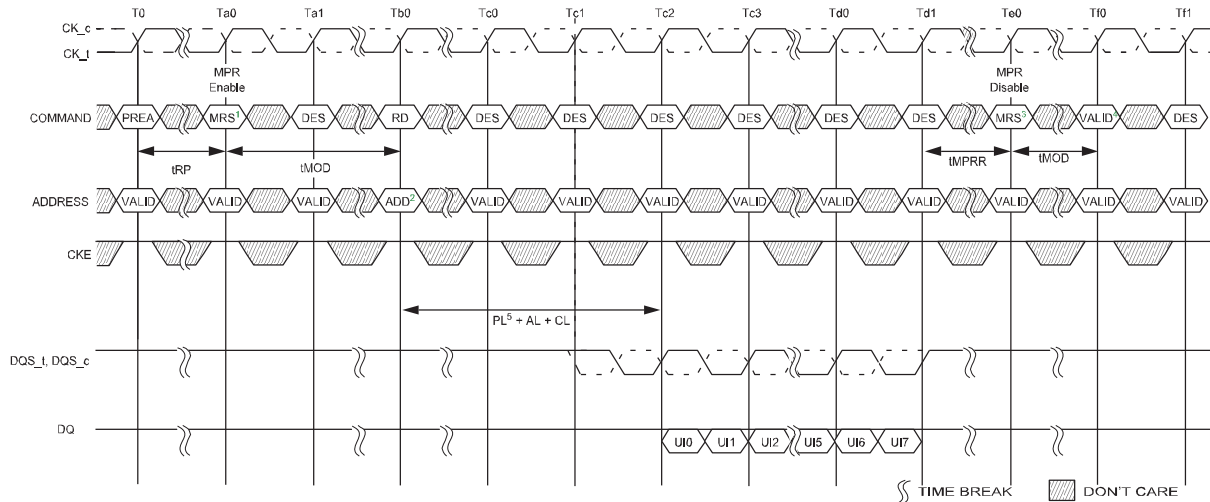 T0 Ta0 Ta1 Tb0 Tc0 Tc1 Tc2 Tc3 Td0 Td1 Te0 Tf0 Tf1
CK_c
CK_t
MPR Enable
MPR Disable
COMMAND PREA MRS1 DES RD DES DES DES DES DES DES MRS3 VALID4 DES
tRP tMOD tMPRR tMOD
ADDRESS VALID VALID VALID ADD2 VALID VALID VALID VALID VALID VALID VALID VALID VALID
CKE
PL5 + AL + CL
DQS_t, DQS_c
DQ UI0 UI1 UI2 UI5 UI6 UI7
TIME BREAK DON'T CARE